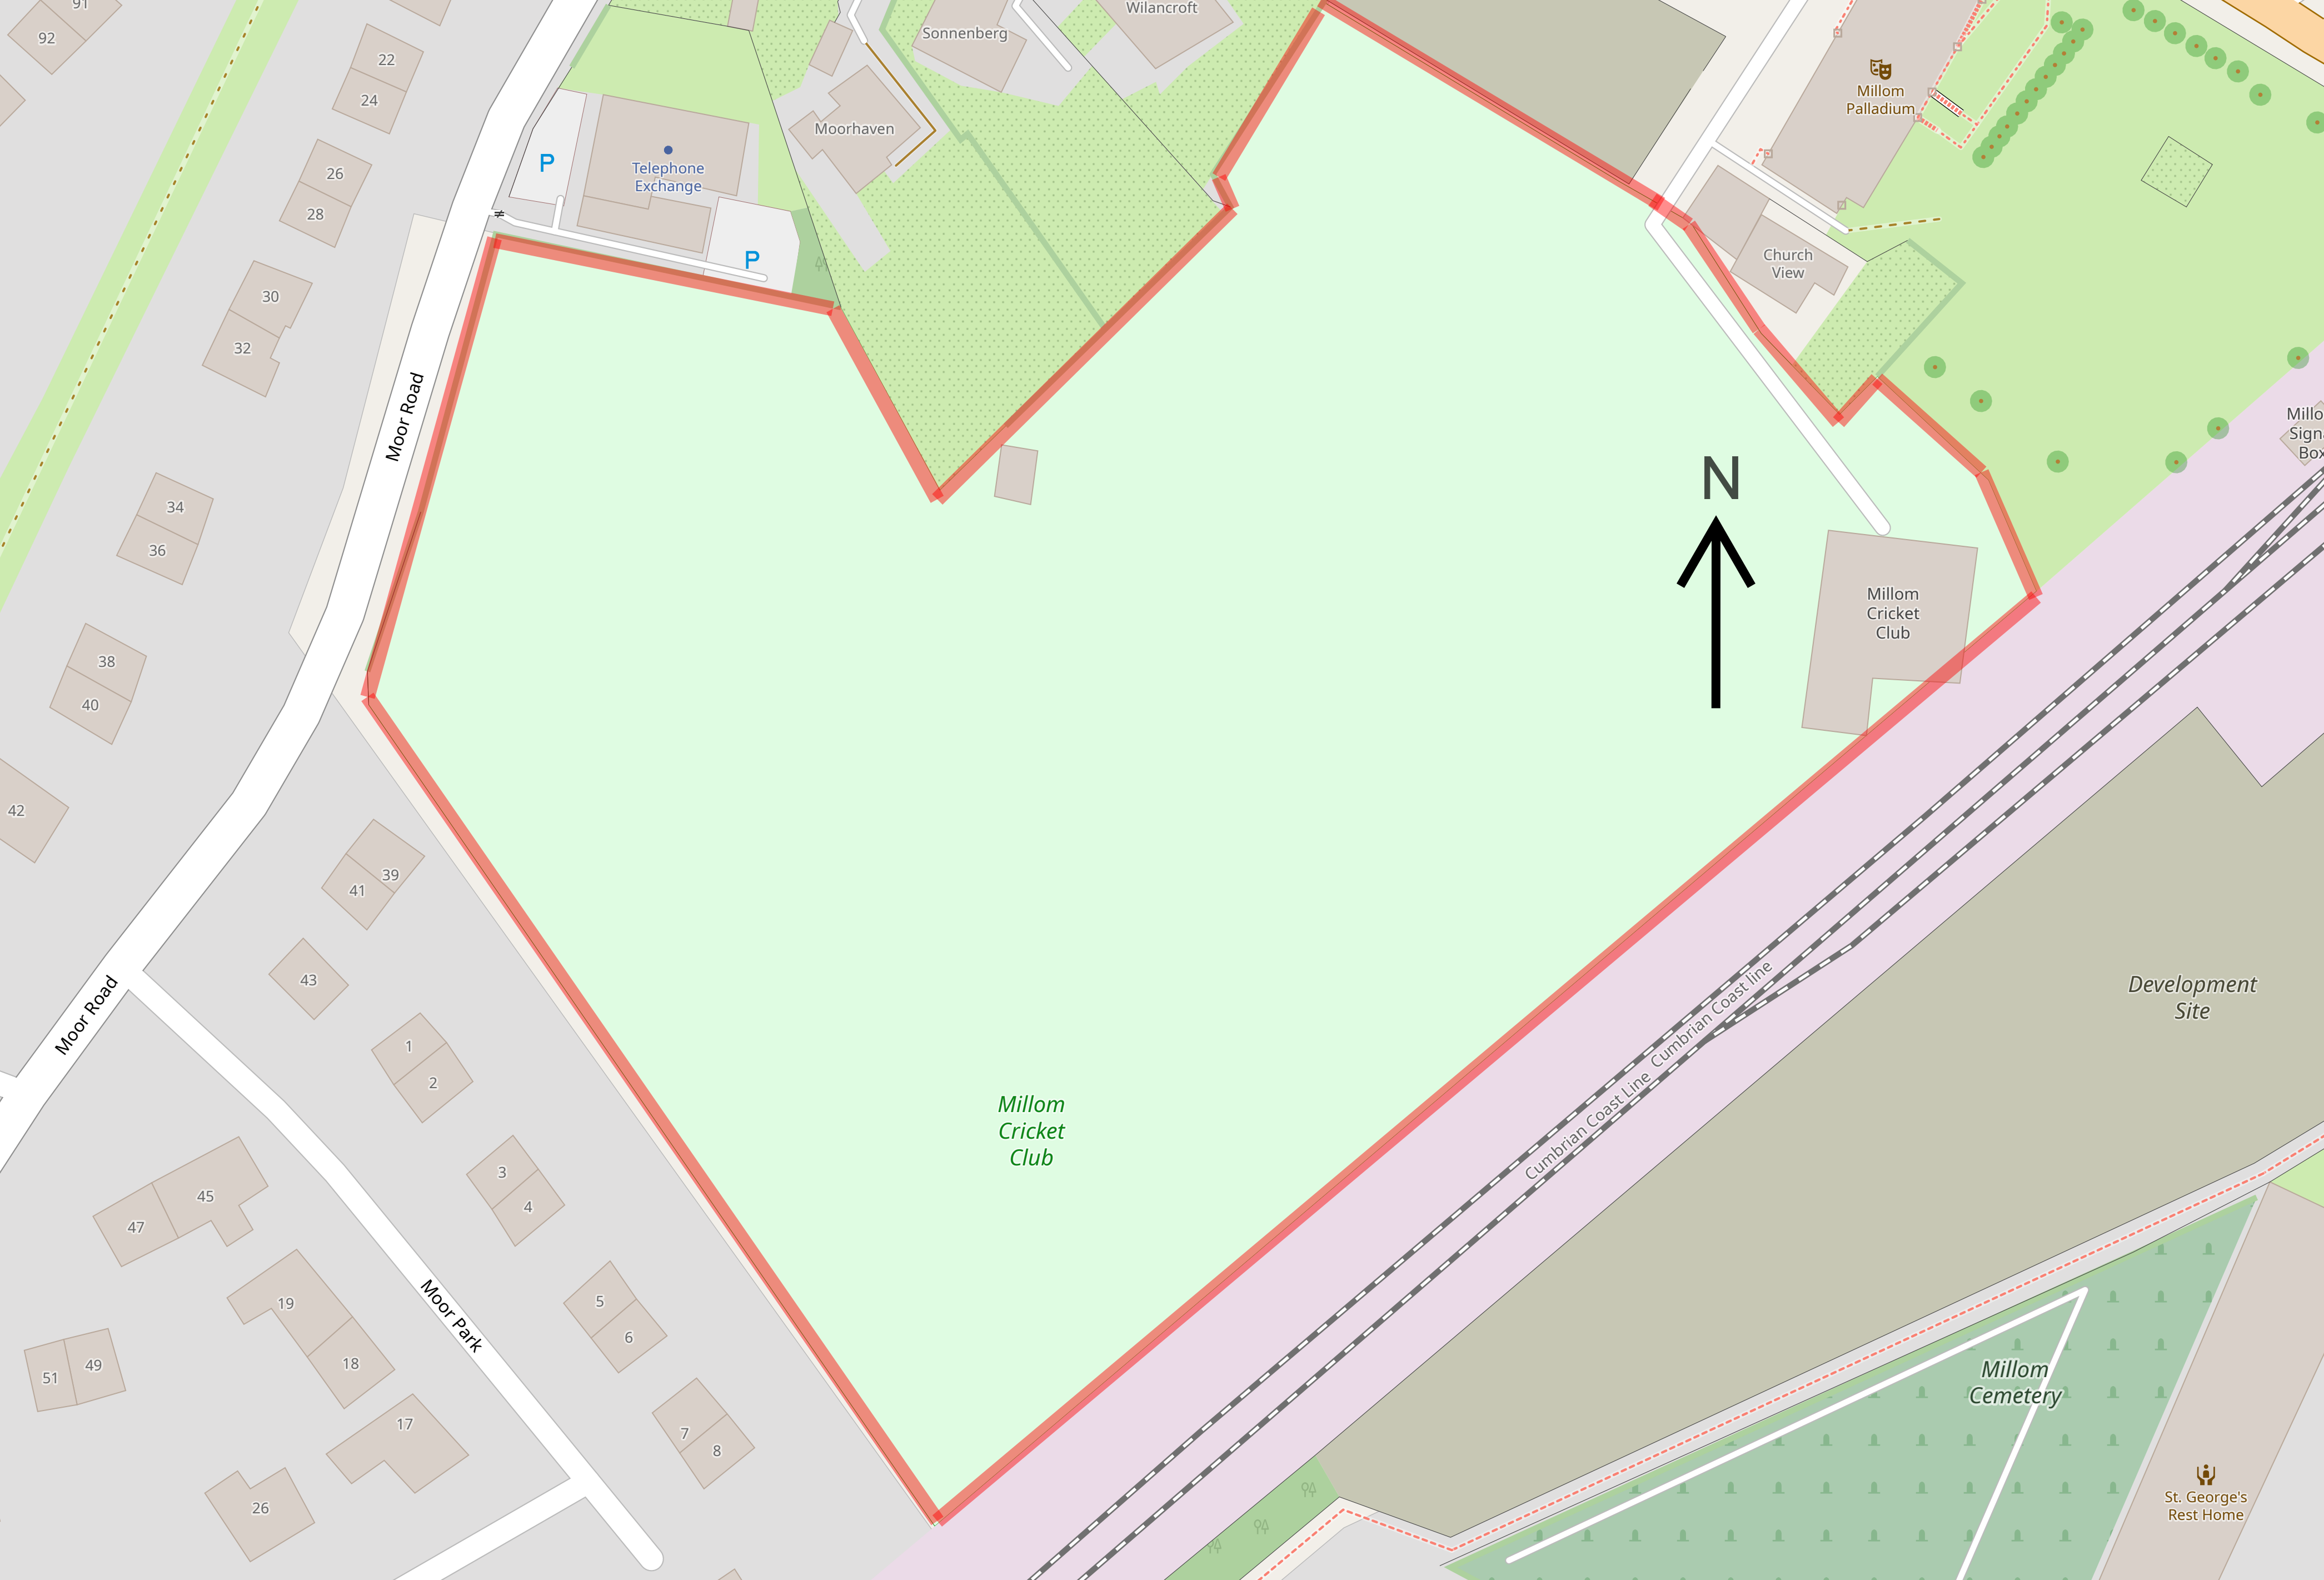 91
92
22
24
26
28
30
32
34
36
38
40
42
Sonnenberg
Wilancroft
Moorhaven
P
Telephone
Exchange
P
Millom
Palladium
Church
View
Moor Road
N
Millom
Cricket
Club
39
41
43
Moor Road
1
2
3
4
5
6
7
8
45
47
19
18
17
51
49
26
Moor Park
Millom
Cricket
Club
Cumbrian Coast line
Cumbrian Coast Line
Development
Site
Millom
Cemetery
St. George's
Rest Home